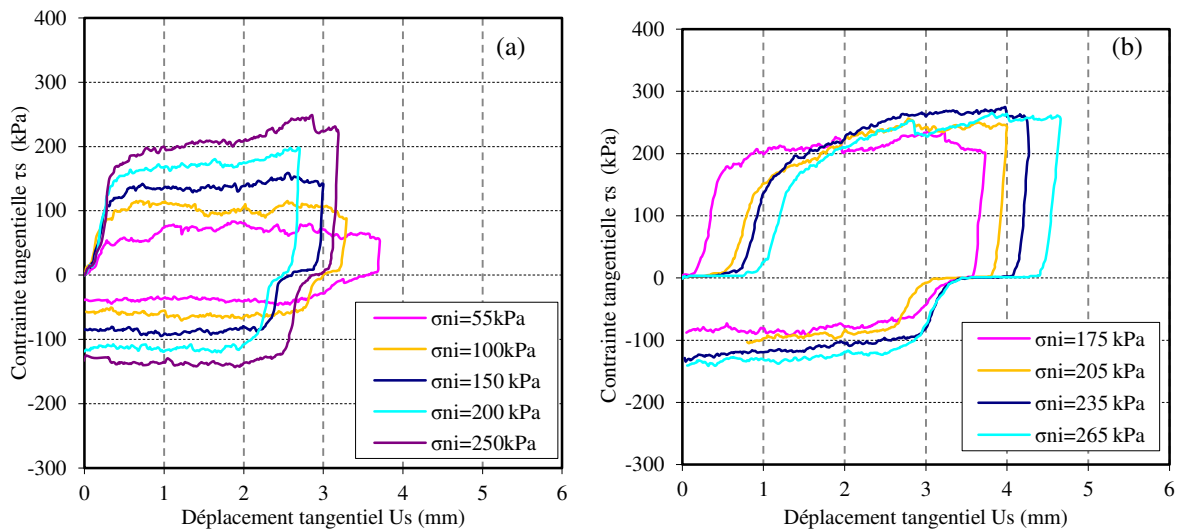 (a)
400
300
200
100
0
-100
-200
-300
0 1 2 3 4 5 6
Contrainte tangentielle τs (kPa)
Déplacement tangentiel Us (mm)
σni=55kPa
σni=100kPa
σni=150 kPa
σni=200 kPa
σni=250kPa
(b)
400
300
200
100
0
-100
-200
-300
0 1 2 3 4 5 6
Contrainte tangentielle τs (kPa)
Déplacement tangentiel Us (mm)
σni=175 kPa
σni=205 kPa
σni=235 kPa
σni=265 kPa